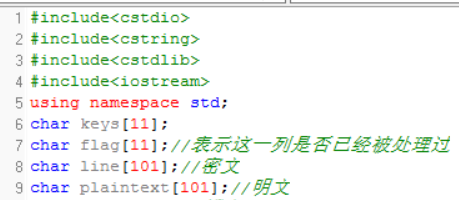 1 #include<cstdio>
2 #include<cstring>
3 #include<cstdlib>
4 #include<iostream>
5 using namespace std;
6 char keys[11];
7 char flag[11];//表示这一列是否已经被处理过
8 char line[101];//密文
9 char plaintext[101];//明文